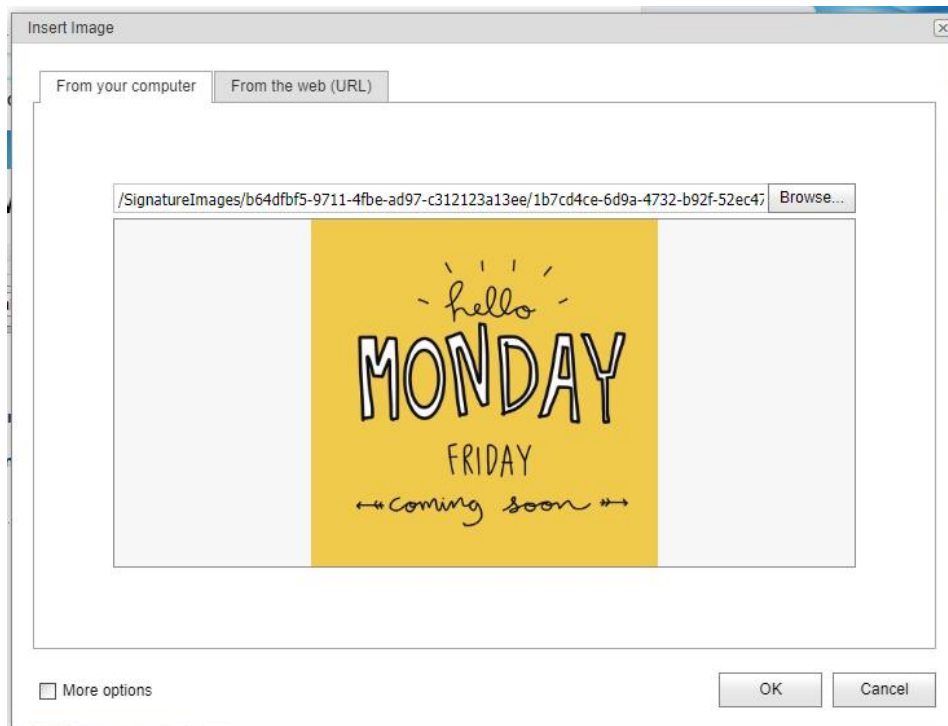 Insert Image
From your computer
From the web (URL)
/SignatureImages/b64dfbf5-9711-4fbe-ad97-c312123a13ee/1b7cd4ce-6d9a-4732-b92f-52ec47
Browse...
hello
MONDAY
FRIDAY
coming soon
More options
OK
Cancel